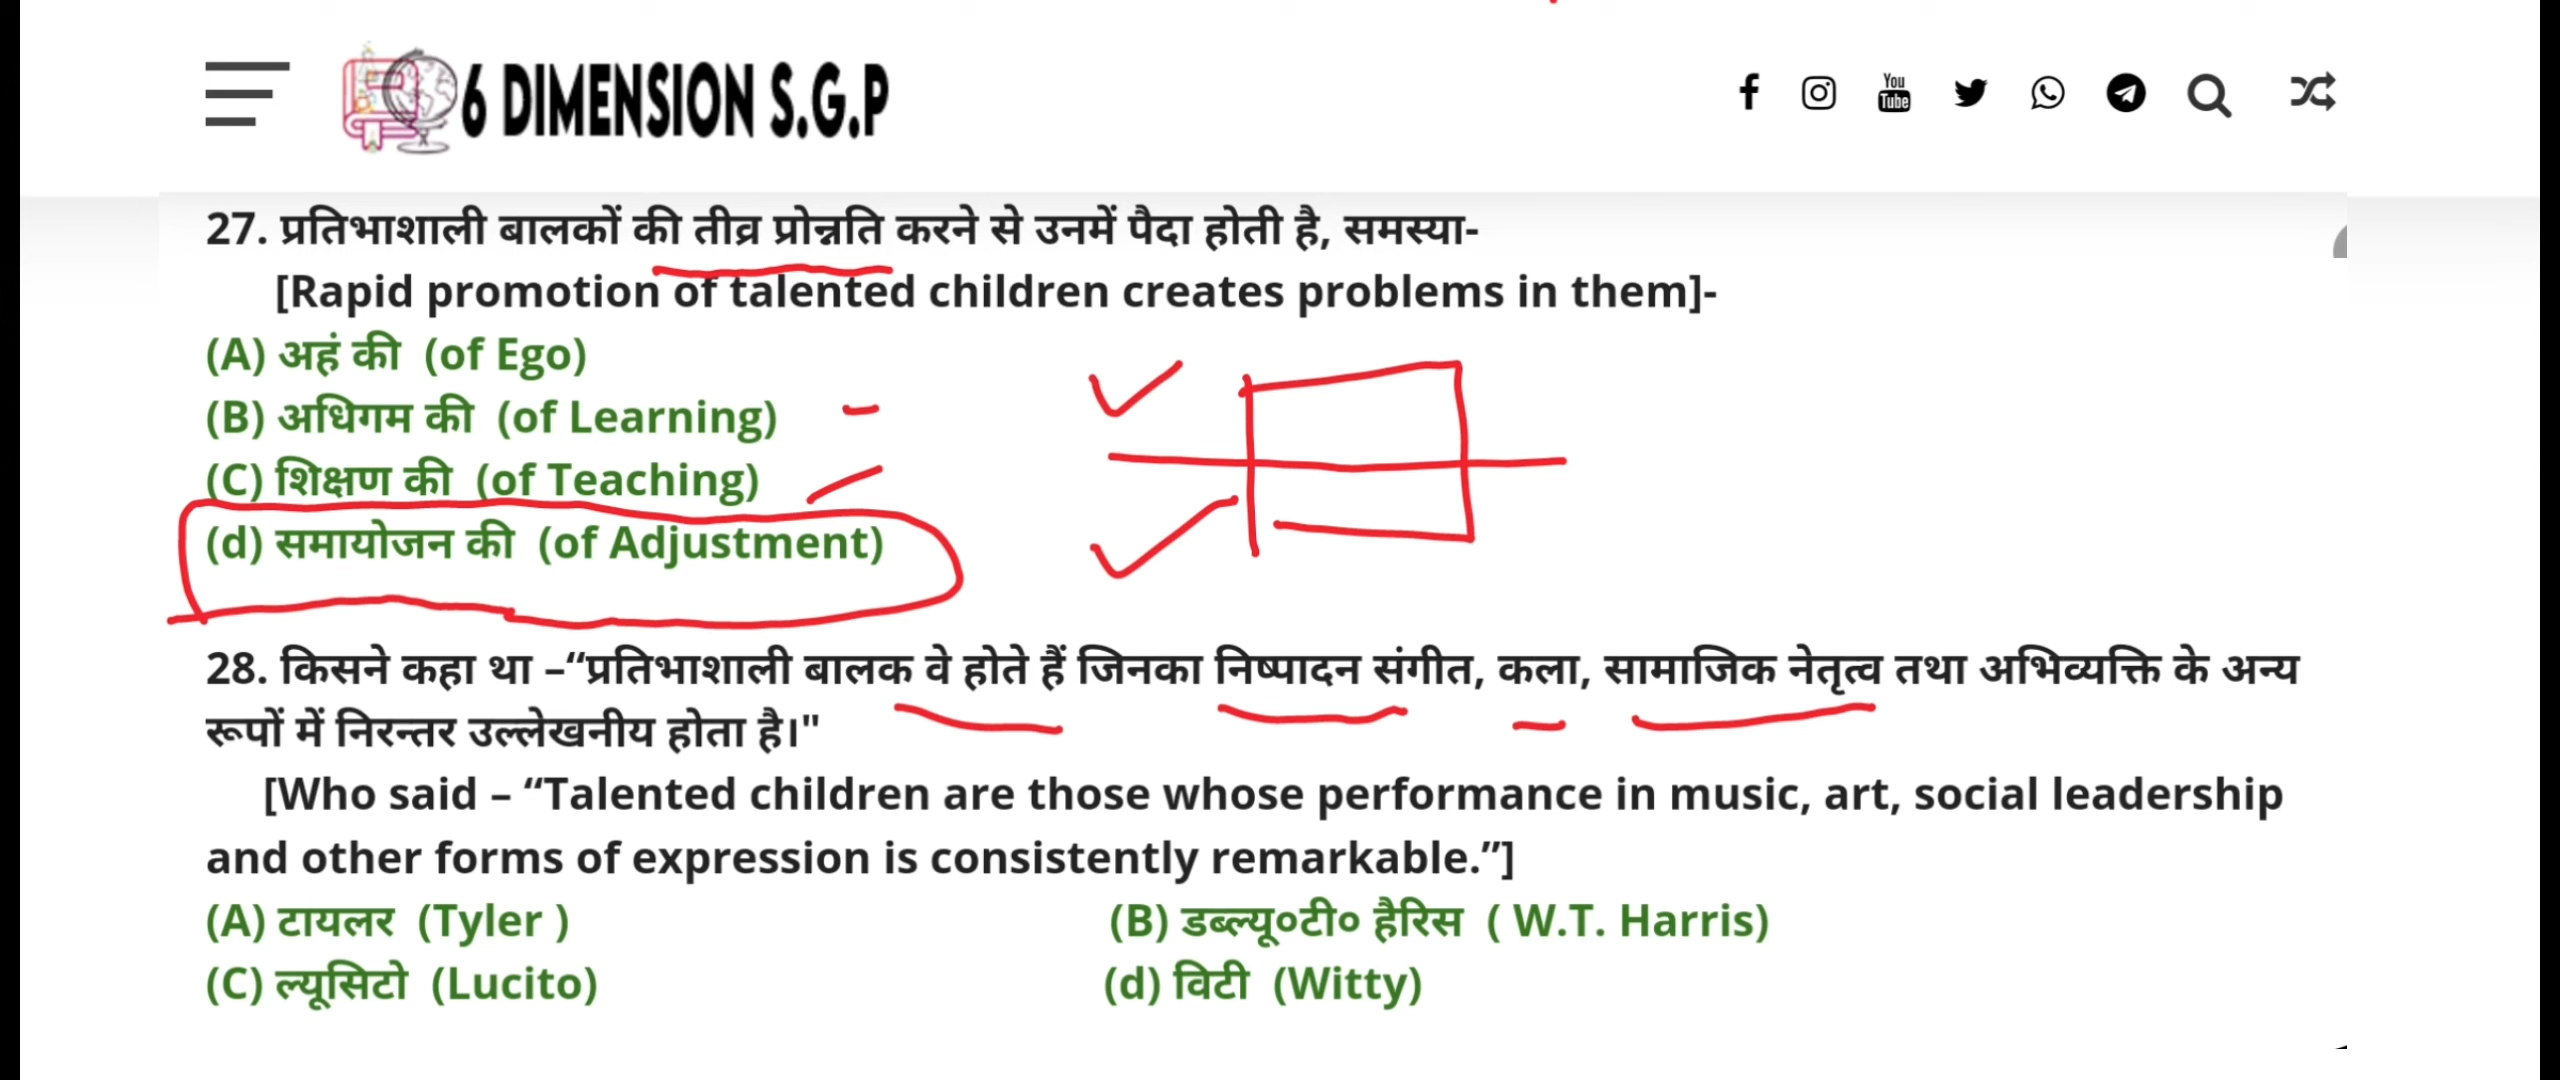 6 DIMENSION S.G.P
You
Tube
27. प्रतिभाशाली बालकों की तीव्र प्रोन्नति करने से उनमें पैदा होती है, समस्या-
[Rapid promotion of talented children creates problems in them]-
(A) अहं की (of Ego)
(B) अधिगम की (of Learning)
(C) शिक्षण की (of Teaching)
(d) समायोजन की (of Adjustment)
28. किसने कहा था –“प्रतिभाशाली बालक वे होते हैं जिनका निष्पादन संगीत, कला, सामाजिक नेतृत्व तथा अभिव्यक्ति के अन्य
रूपों में निरन्तर उल्लेखनीय होता है।"
[Who said – “Talented children are those whose performance in music, art, social leadership
and other forms of expression is consistently remarkable.”]
(A) टायलर (Tyler )
(B) डब्ल्यू०टी० हैरिस ( W.T. Harris)
(C) ल्यूसिटो (Lucito)
(d) विटी (Witty)